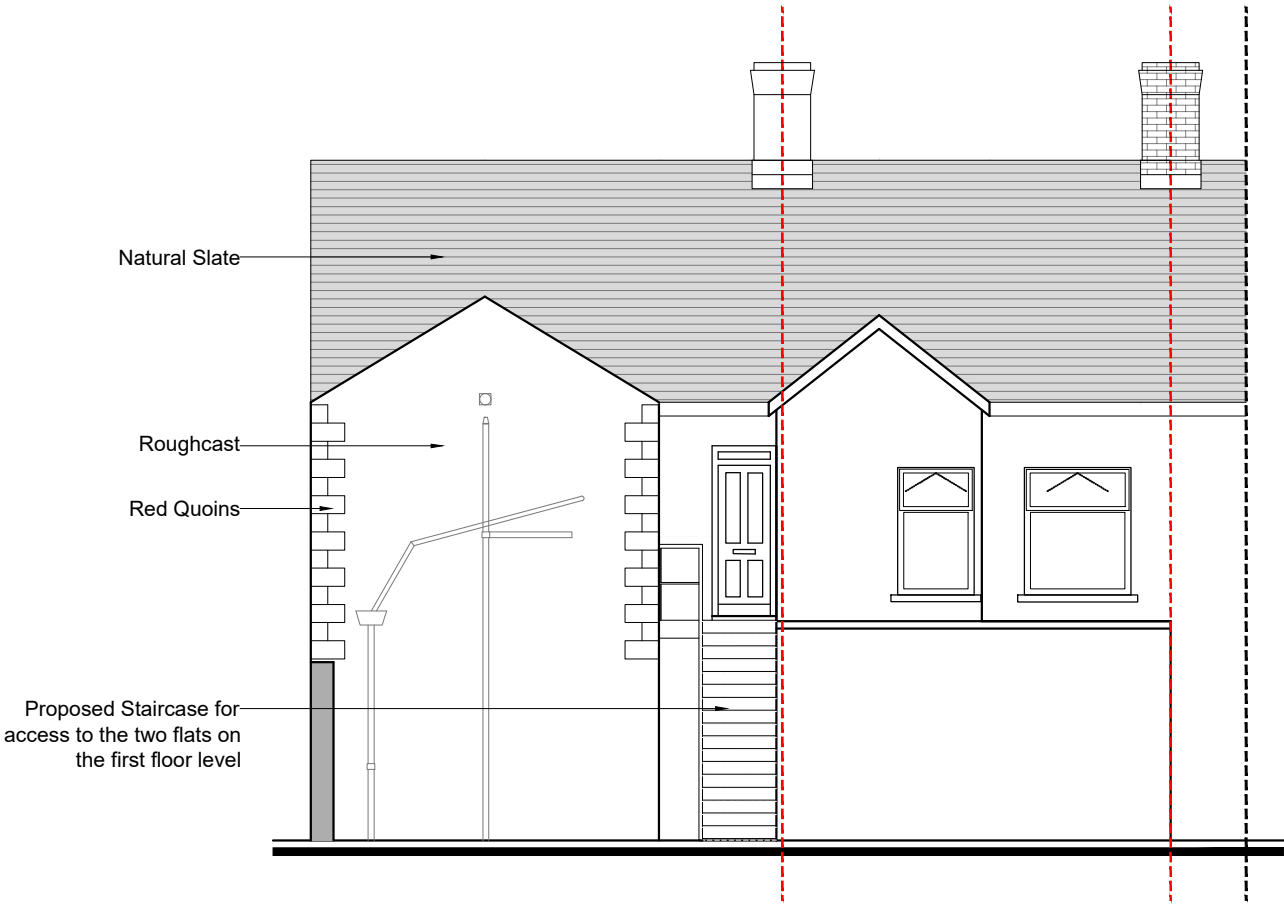 Natural Slate
Roughcast
Red Quoins
Proposed Staircase for
access to the two flats on
the first floor level